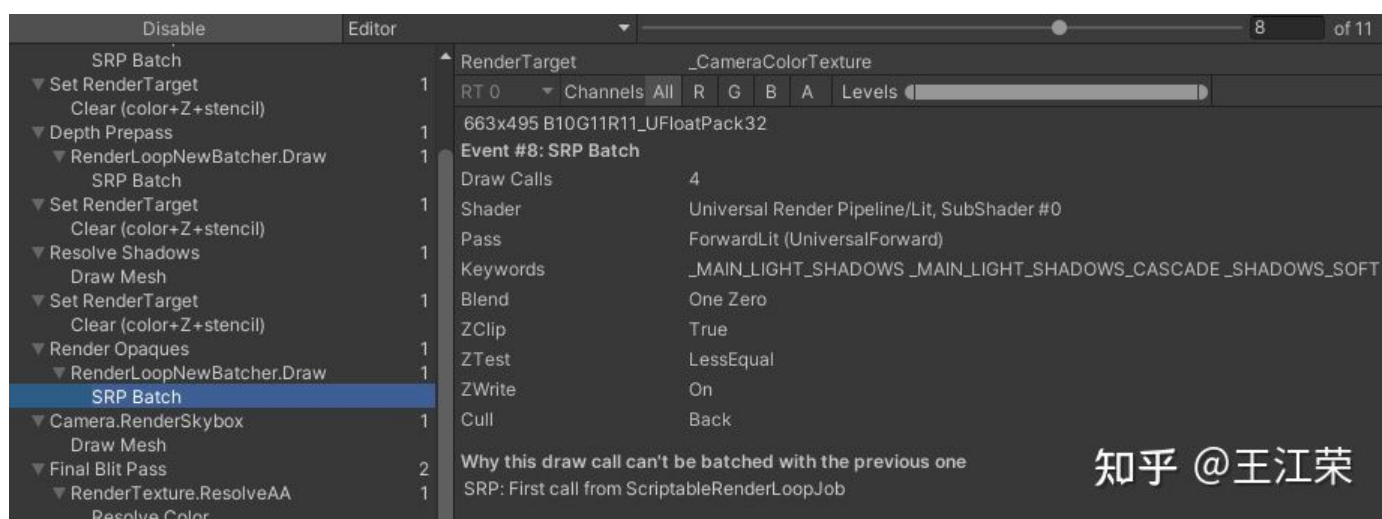 Disable Editor 8 of 11
SRP Batch
Set RenderTarget 1
Clear (color+Z+stencil)
Depth Prepass 1
RenderLoopNewBatcher.Draw 1
SRP Batch
Set RenderTarget 1
Clear (color+Z+stencil)
Resolve Shadows 1
Draw Mesh
Set RenderTarget 1
Clear (color+Z+stencil)
Render Opaques 1
RenderLoopNewBatcher.Draw 1
SRP Batch
Camera.RenderSkybox 1
Draw Mesh
Final Blit Pass 2
RenderTexture.ResolveAA 1
Resolve Color
RenderTarget _CameraColorTexture
RT 0 Channels All R G B A Levels
663x495 B10G11R11_UFloatPack32
Event #8: SRP Batch
Draw Calls 4
Shader Universal Render Pipeline/Lit, SubShader #0
Pass ForwardLit (UniversalForward)
Keywords _MAIN_LIGHT_SHADOWS _MAIN_LIGHT_SHADOWS_CASCADE _SHADOWS_SOFT
Blend One Zero
ZClip True
ZTest LessEqual
ZWrite On
Cull Back
Why this draw call can't be batched with the previous one
SRP: First call from ScriptableRenderLoopJob
知乎 @王江荣